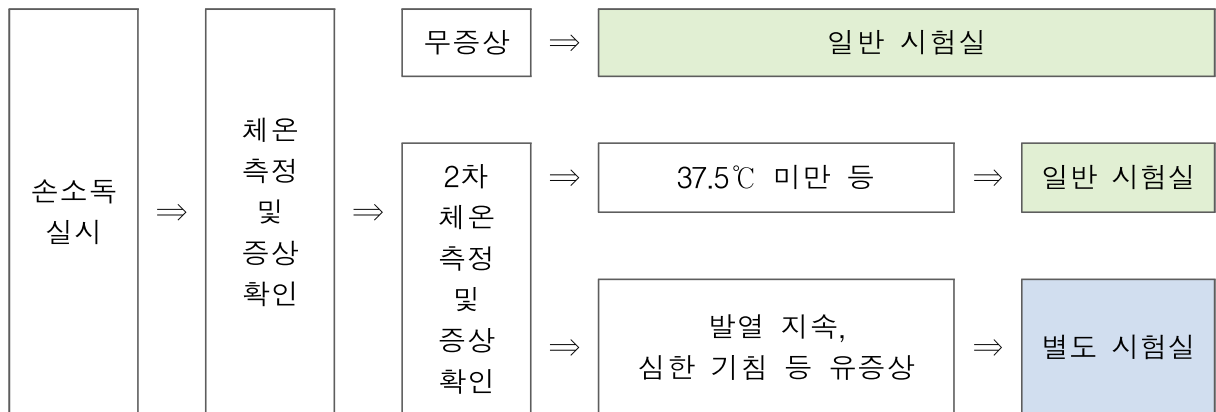 손소독
실시
⇒
체온
측정
및
증상
확인
⇒
무증상
⇒
일반 시험실
2차
체온
측정
및
증상
확인
⇒
37.5℃ 미만 등
⇒
일반 시험실
⇒
발열 지속,
심한 기침 등 유증상
⇒
별도 시험실